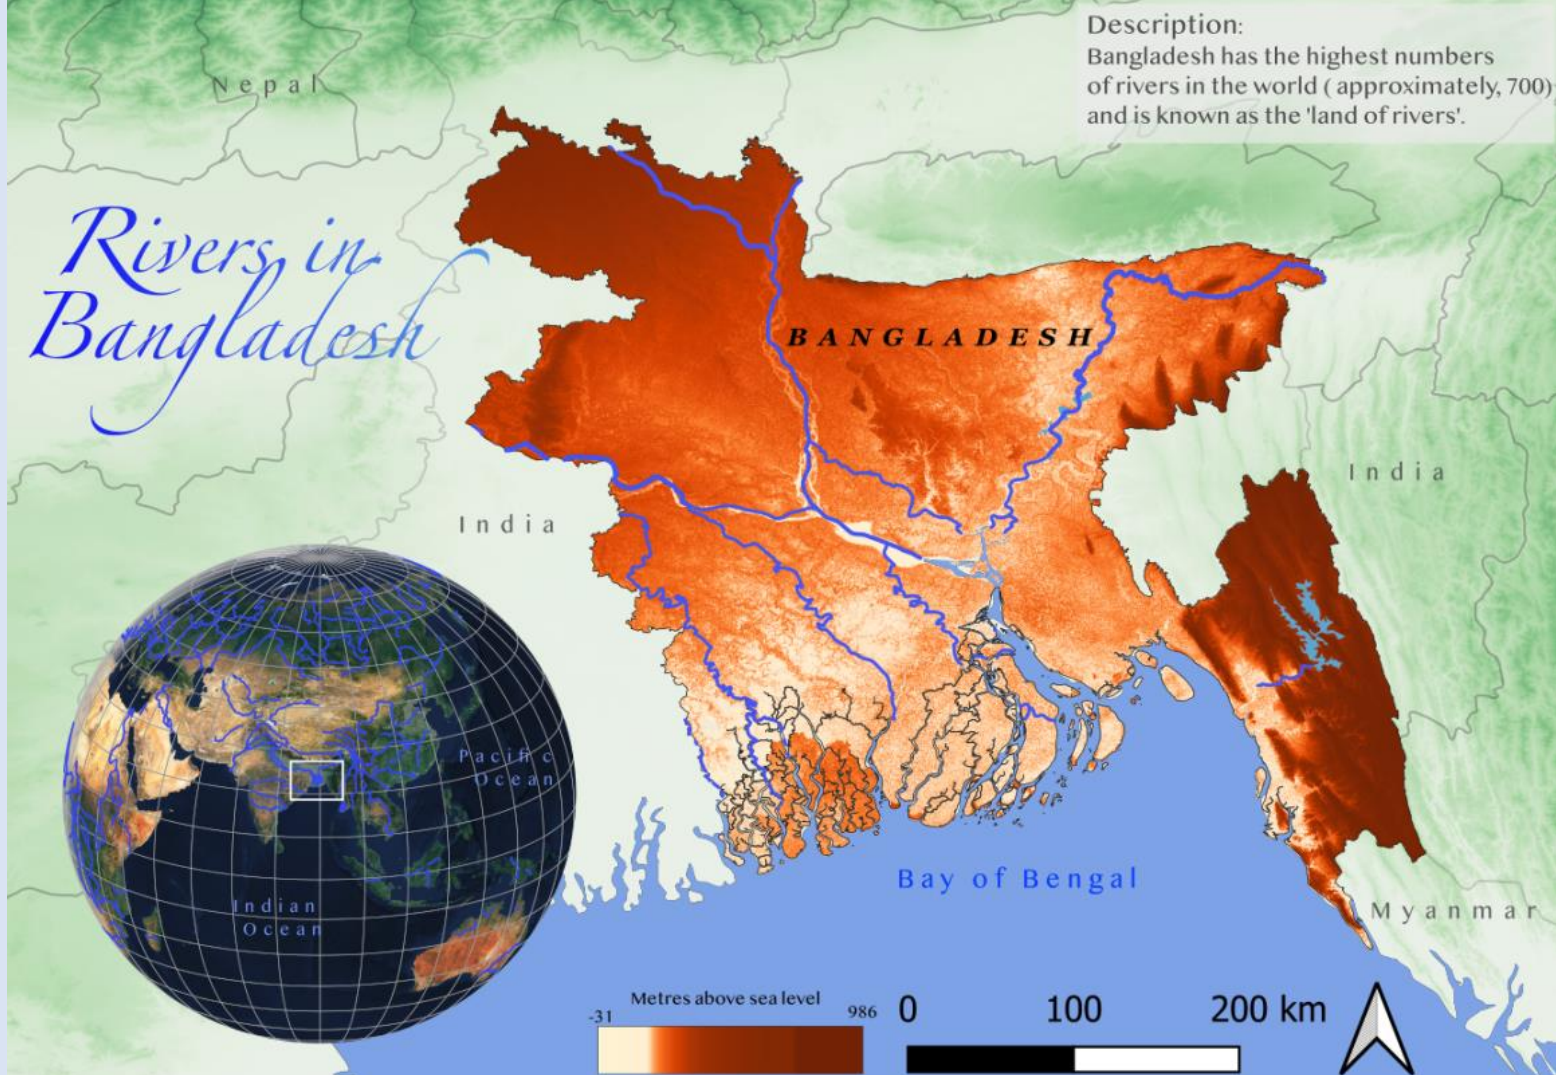 Description:
Bangladesh has the highest numbers
of rivers in the world ( approximately, 700)
and is known as the 'land of rivers'.
Nepal
Rivers in
Bangladesh
BANGLADESH
India
India
Pacific
Ocean
Indian
Ocean
Bay of Bengal
Myanmar
Metres above sea level
-31
986
0
100
200 km